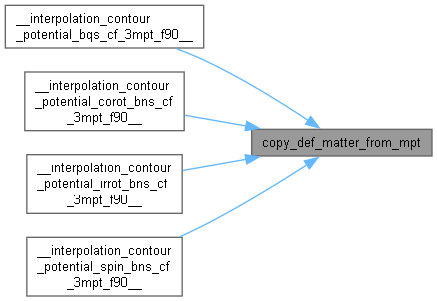 __interpolation_contour
_potential_bqs_cf_3mpt_f90__
__interpolation_contour
_potential_corot_bns_cf
_3mpt_f90__
copy_def_matter_from_mpt
__interpolation_contour
_potential_irrot_bns_cf
_3mpt_f90__
__interpolation_contour
_potential_spin_bns_cf
_3mpt_f90__